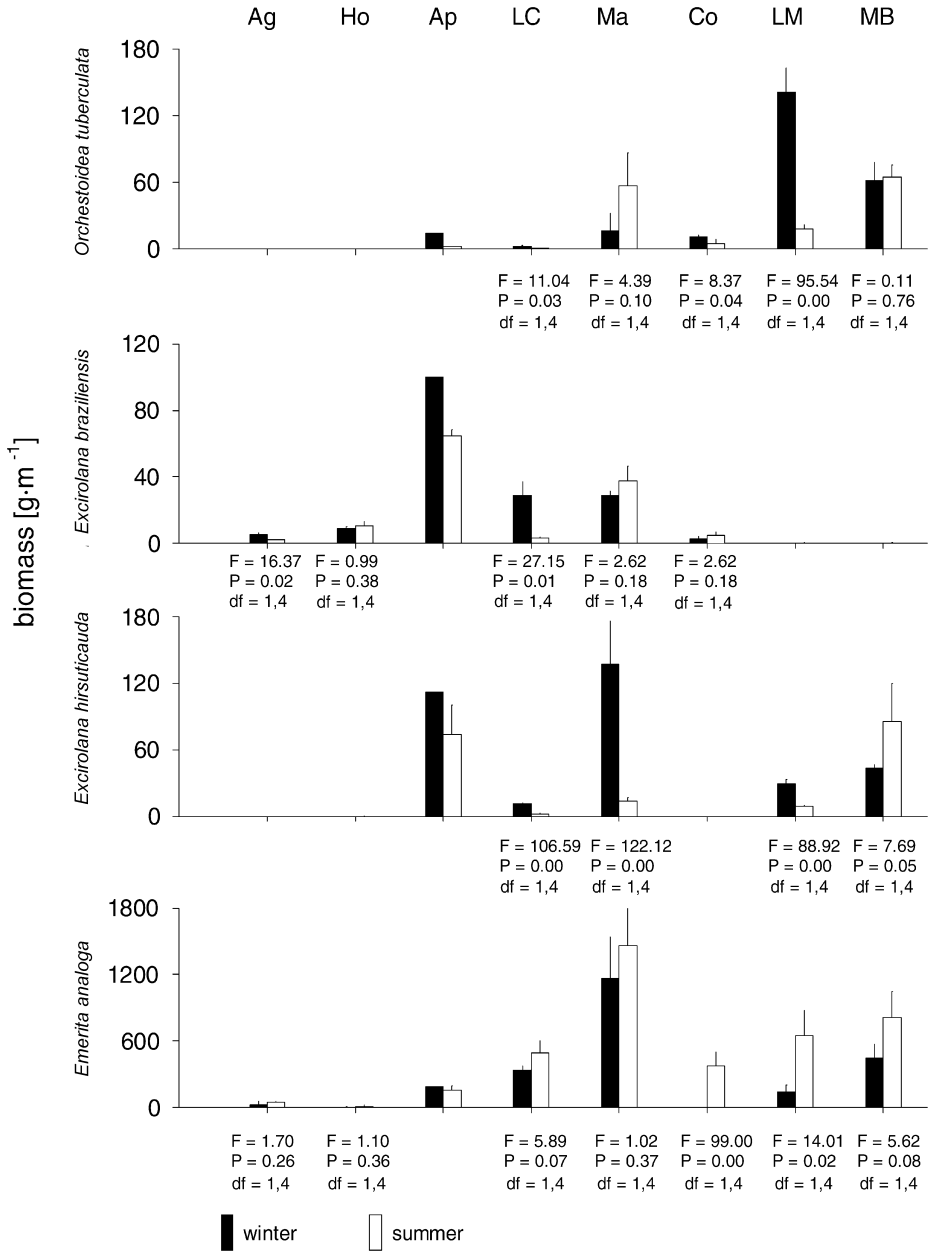 Ag Ho Ap LC Ma Co LM MB
biomass [g·m-1]
Orchestoidea tuberculata
180
120
60
0
F = 11.04 F = 4.39 F = 8.37 F = 95.54 F = 0.11
P = 0.03 P = 0.10 P = 0.04 P = 0.00 P = 0.76
df = 1,4 df = 1,4 df = 1,4 df = 1,4 df = 1,4
Excirolana braziliensis
120
80
40
0
F = 16.37 F = 0.99 F = 27.15 F = 2.62 F = 2.62
P = 0.02 P = 0.38 P = 0.01 P = 0.18 P = 0.18
df = 1,4 df = 1,4 df = 1,4 df = 1,4 df = 1,4
Excirolana hirsuticauda
180
120
60
0
F = 106.59 F = 122.12 F = 88.92 F = 7.69
P = 0.00 P = 0.00 P = 0.00 P = 0.05
df = 1,4 df = 1,4 df = 1,4 df = 1,4
Emerita analoga
1800
1200
600
0
F = 1.70 F = 1.10 F = 5.89 F = 1.02 F = 99.00 F = 14.01 F = 5.62
P = 0.26 P = 0.36 P = 0.07 P = 0.37 P = 0.00 P = 0.02 P = 0.08
df = 1,4 df = 1,4 df = 1,4 df = 1,4 df = 1,4 df = 1,4 df = 1,4
winter summer